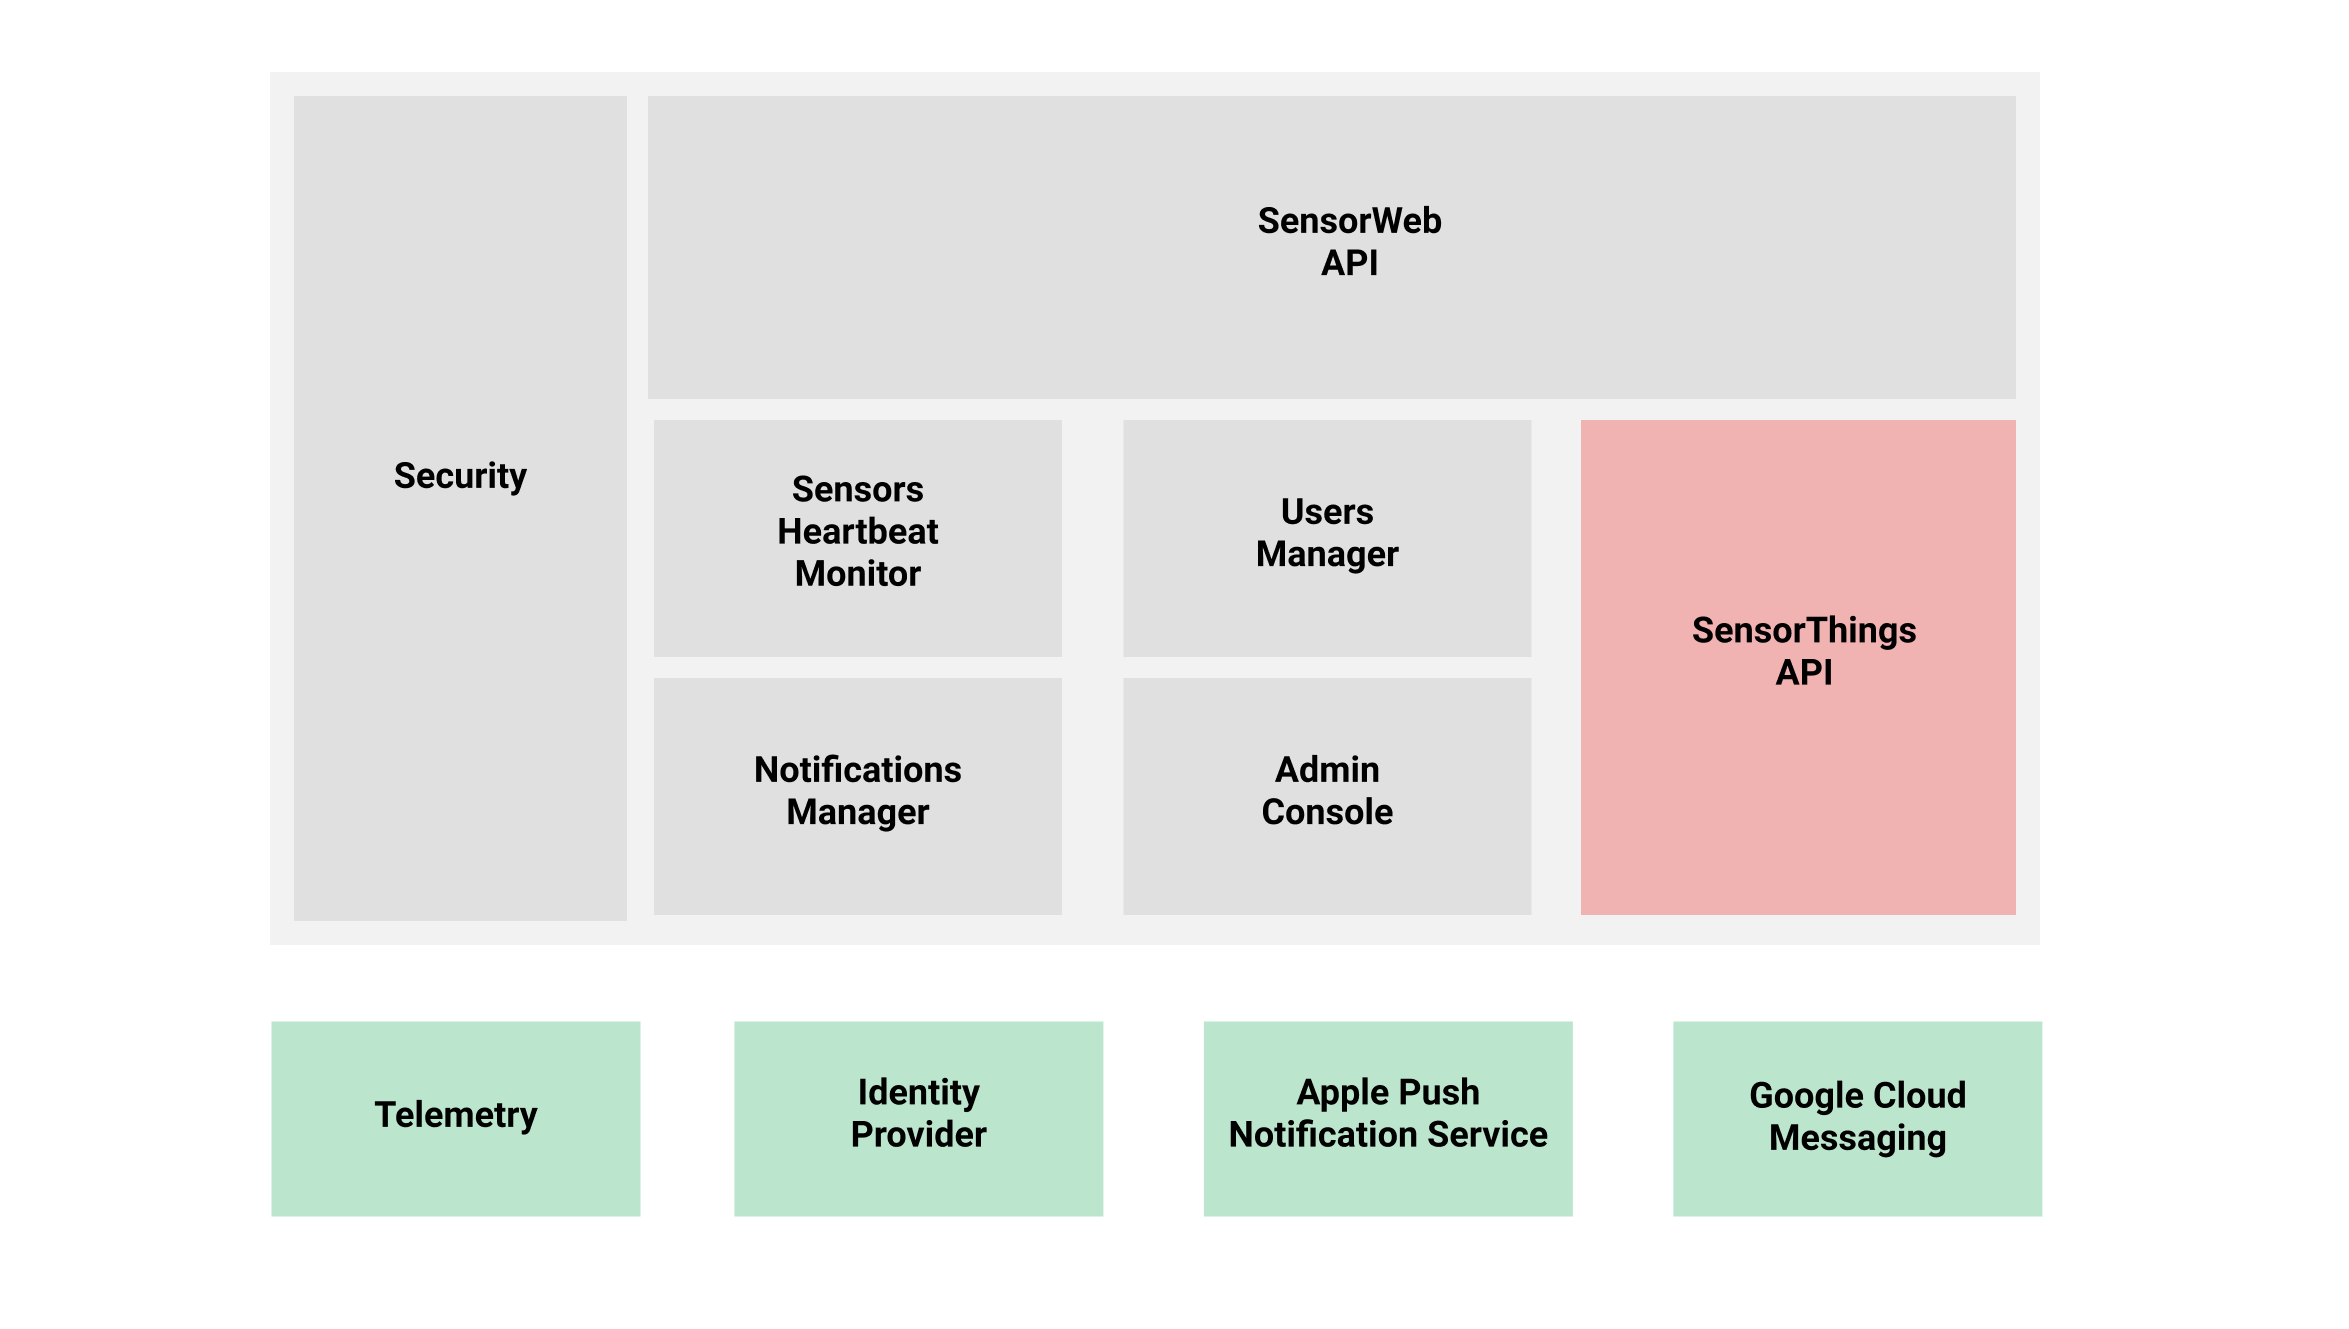 Security
SensorWeb
API
Sensors
Heartbeat
Monitor
Users
Manager
SensorThings
API
Notifications
Manager
Admin
Console
Telemetry
Identity
Provider
Apple Push
Notification Service
Google Cloud
Messaging